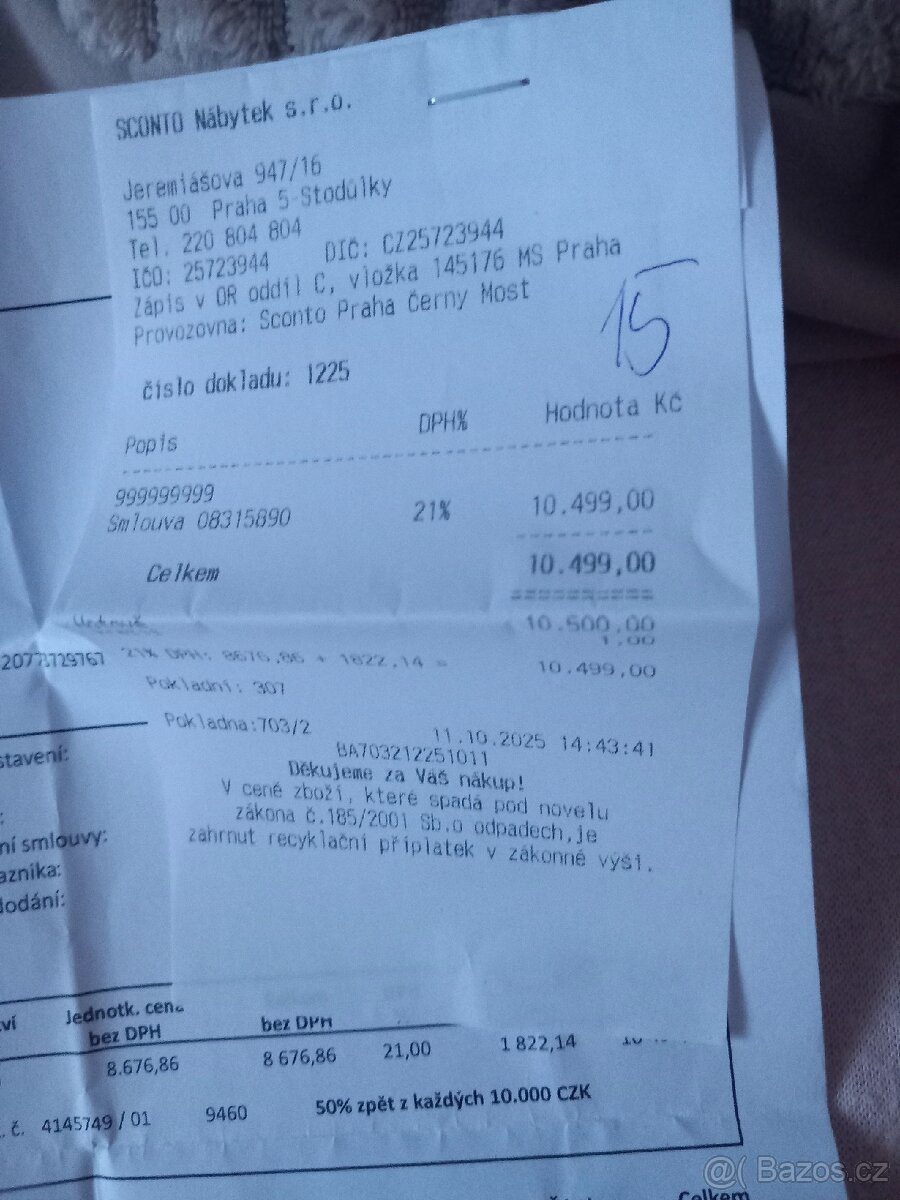 SCONTO Nábytek s.r.o.
Jeremiášova 947/16
155 00 Praha 5-Stodůlky
Tel. 220 804 804
IČO: 25723944 DIČ: CZ25723944
Zápis v OR oddíl C, vložka 145176 MS Praha
Provozovna: Sconto Praha Černy Most
15
číslo dokladu: 1225
Popis DPH% Hodnota Kč
999999999
Smlouva 08315890 21% 10.499,00
Celkem 10.499,00
10.500,00
1,00
21% DPH: 8676,86 + 1822,14 = 10.499,00
Pokladní: 307
Pokladna:703/2 11.10.2025 14:43:41
BA703212251011
Děkujeme za Váš nákup!
V ceně zboží, které spadá pod novelu
zákona č.185/2001 Sb.o odpadech,je
zahrnut recyklační příplatek v zákonné výši.
stavení:
:
ní smlouvy:
azníka:
dodání:
ví Jednotk. cena
bez DPH bez DPH
8.676,86 8 676,86 21,00 1 822,14
. č. 4145749 / 01 9460 50% zpět z každých 10.000 CZK
Celkem
@( Bazos.cz